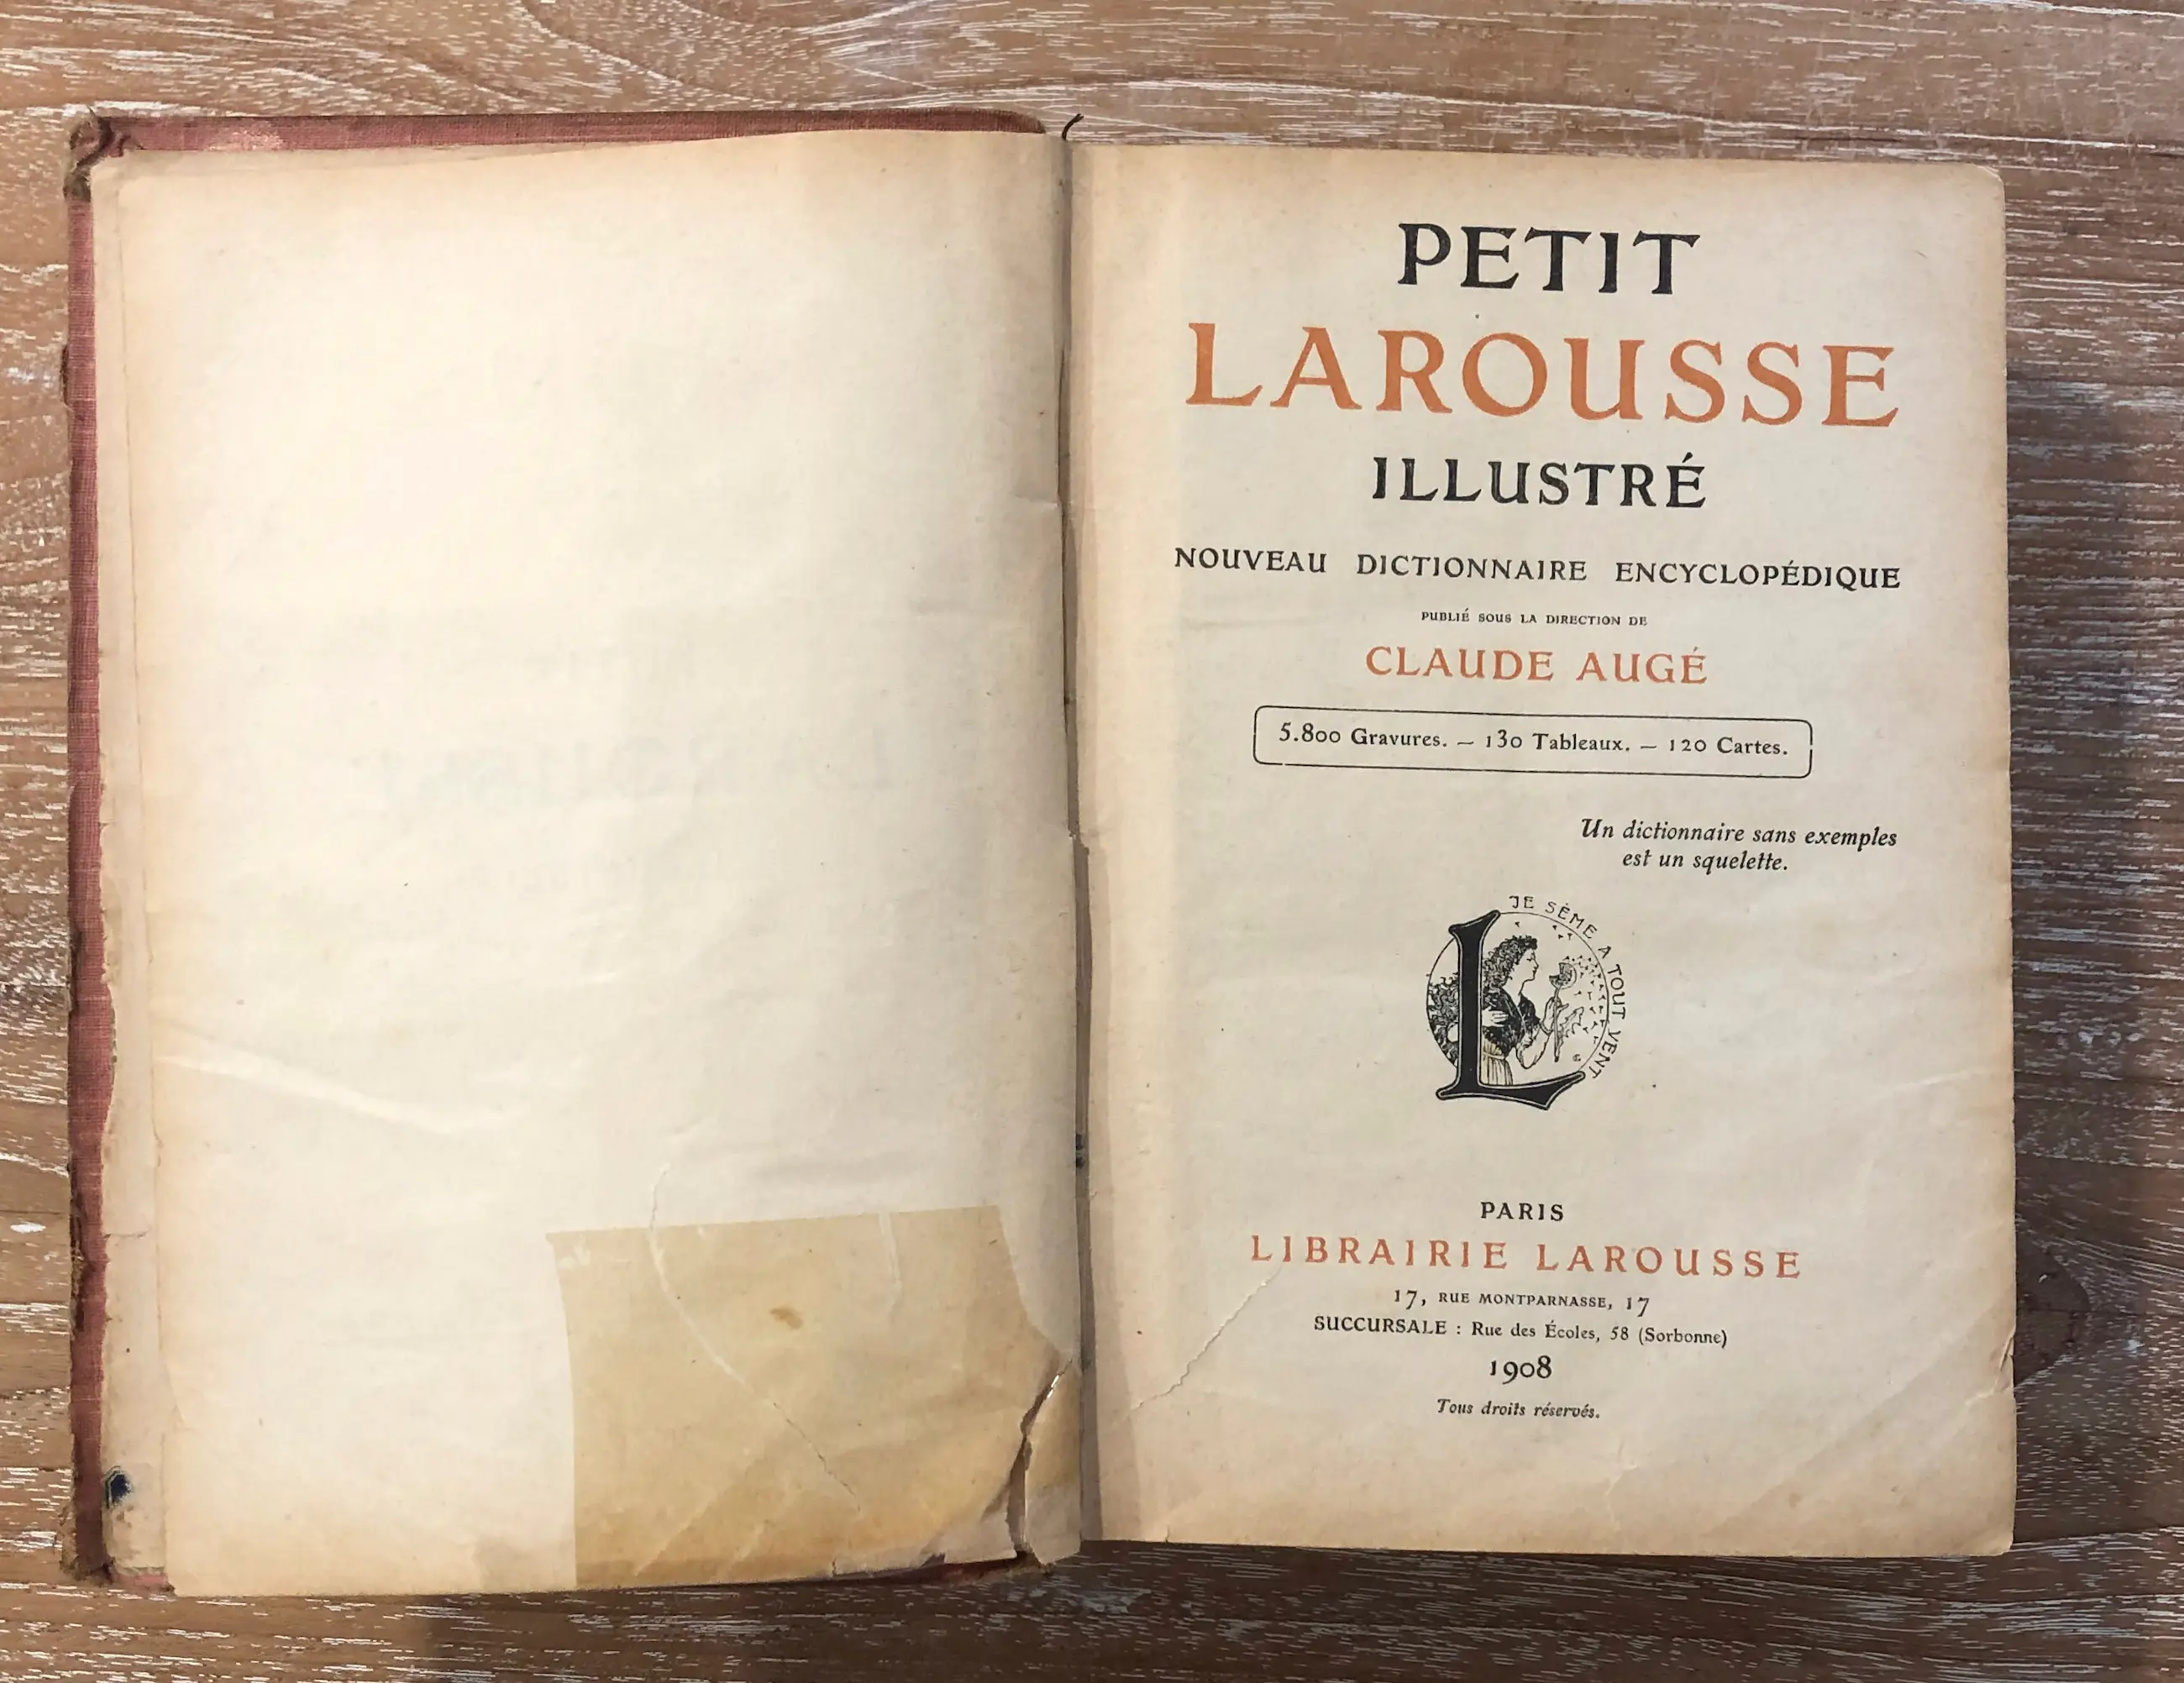 PETIT
LAROUSSE
ILLUSTRÉ
NOUVEAU DICTIONNAIRE ENCYCLOPÉDIQUE
PUBLIÉ SOUS LA DIRECTION DE
CLAUDE AUGÉ
5.800 Gravures. — 130 Tableaux. — 120 Cartes.
Un dictionnaire sans exemples
est un squelette.
JE SÈME A TOUT VENT
L
PARIS
LIBRAIRIE LAROUSSE
17, RUE MONTPARNASSE, 17
SUCCURSALE : Rue des Écoles, 58 (Sorbonne)
1908
Tous droits réservés.